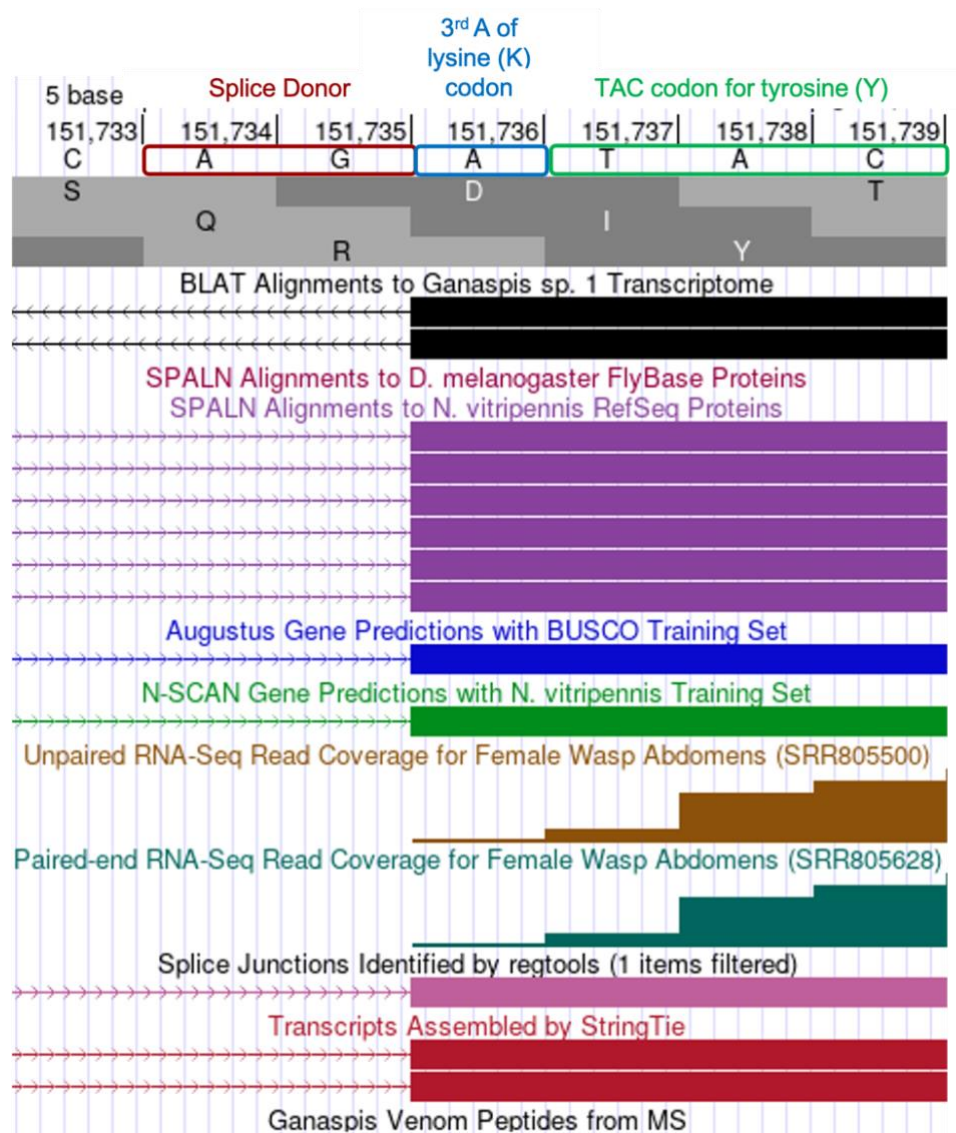 3rd A of
lysine (K)
codon
Splice Donor
TAC codon for tyrosine (Y)
5 base
151,733| 151,734| 151,735| 151,736| 151,737| 151,738| 151,739|
C A G A T A C
S D T
Q I
R Y
BLAT Alignments to Ganaspis sp. 1 Transcriptome
SPALN Alignments to D. melanogaster FlyBase Proteins
SPALN Alignments to N. vitripennis RefSeq Proteins
Augustus Gene Predictions with BUSCO Training Set
N-SCAN Gene Predictions with N. vitripennis Training Set
Unpaired RNA-Seq Read Coverage for Female Wasp Abdomens (SRR805500)
Paired-end RNA-Seq Read Coverage for Female Wasp Abdomens (SRR805628)
Splice Junctions Identified by regtools (1 items filtered)
Transcripts Assembled by StringTie
Ganaspis Venom Peptides from MS